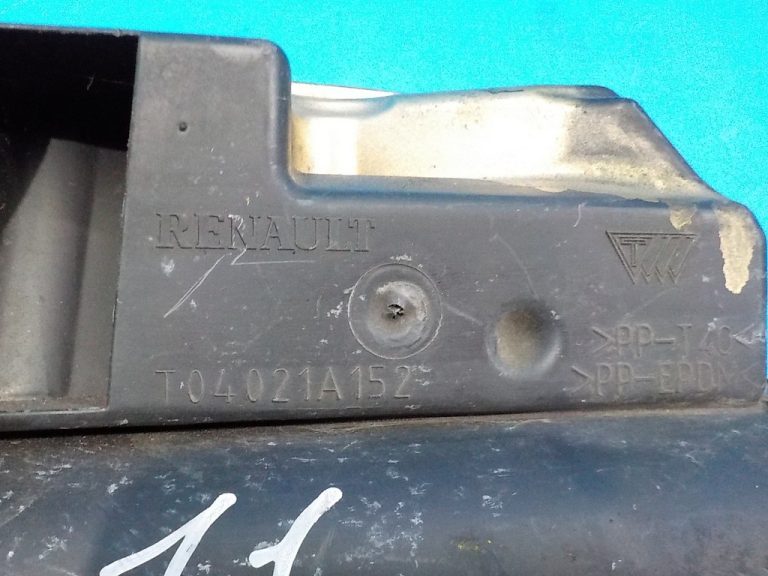 RENAULT
T04021A152
>PP-T40<
>PP-EPDM<
11